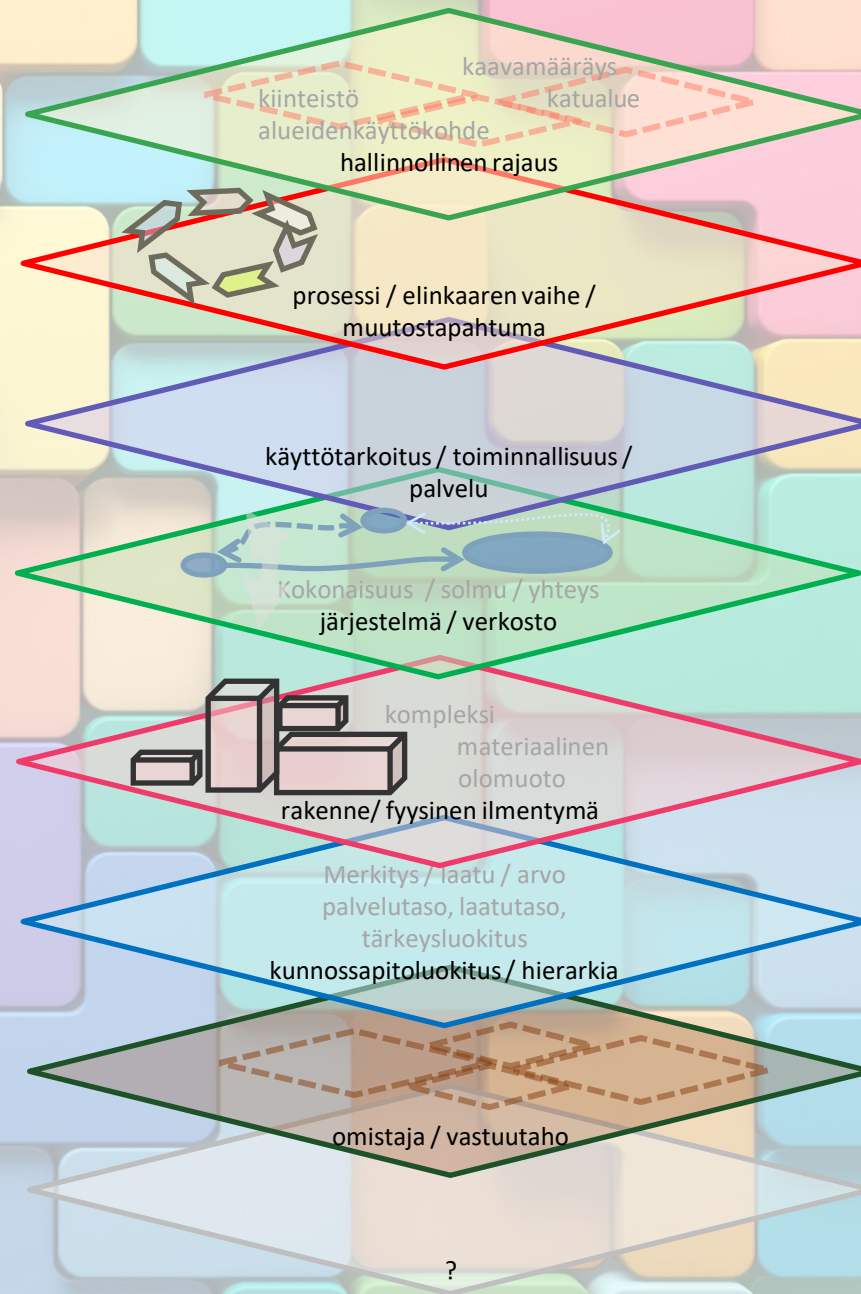 kaavamääräys
kiinteistö katualue
alueidenkäyttökohde
hallinnollinen rajaus
prosessi / elinkaaren vaihe /
muutostapahtuma
käyttötarkoitus / toiminnallisuus /
palvelu
Kokonaisuus / solmu / yhteys
järjestelmä / verkosto
kompleksi
materiaalinen
olomuoto
rakenne/ fyysinen ilmentymä
Merkitys / laatu / arvo
palvelutaso, laatutaso,
tärkeysluokitus
kunnossapitoluokitus / hierarkia
omistaja / vastuutaho
?